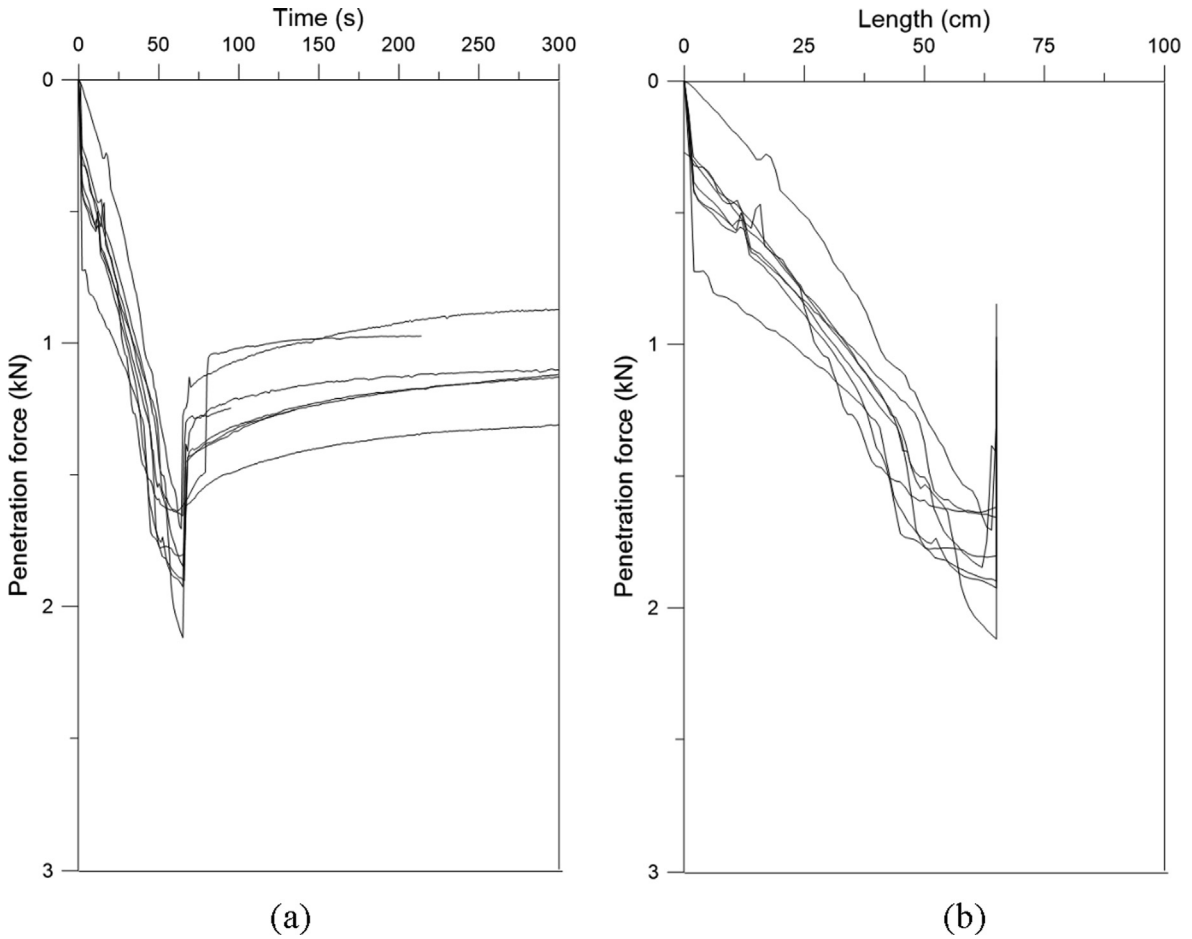 Time (s)
0 50 100 150 200 250 300
0
1
2
3
Penetration force (kN)
(a)
Length (cm)
0 25 50 75 100
0
1
2
3
Penetration force (kN)
(b)